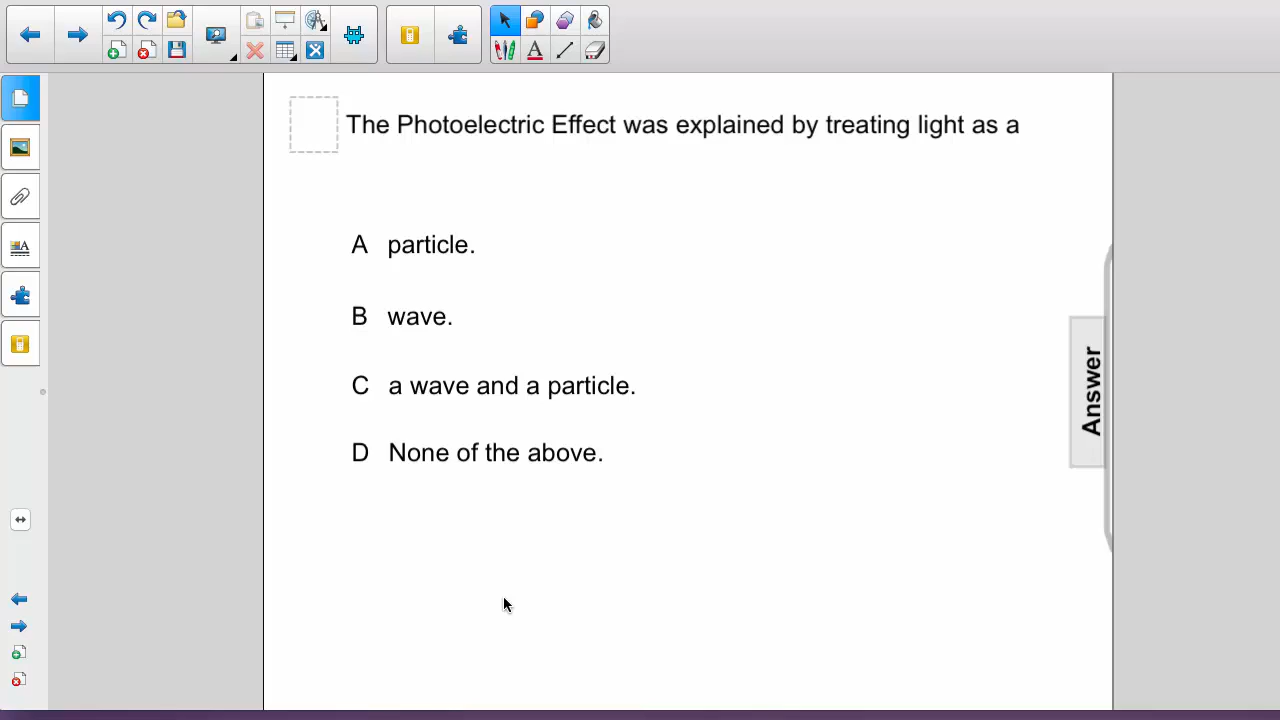 The Photoelectric Effect was explained by treating light as a
A particle.
B wave.
C a wave and a particle.
D None of the above.
Answer